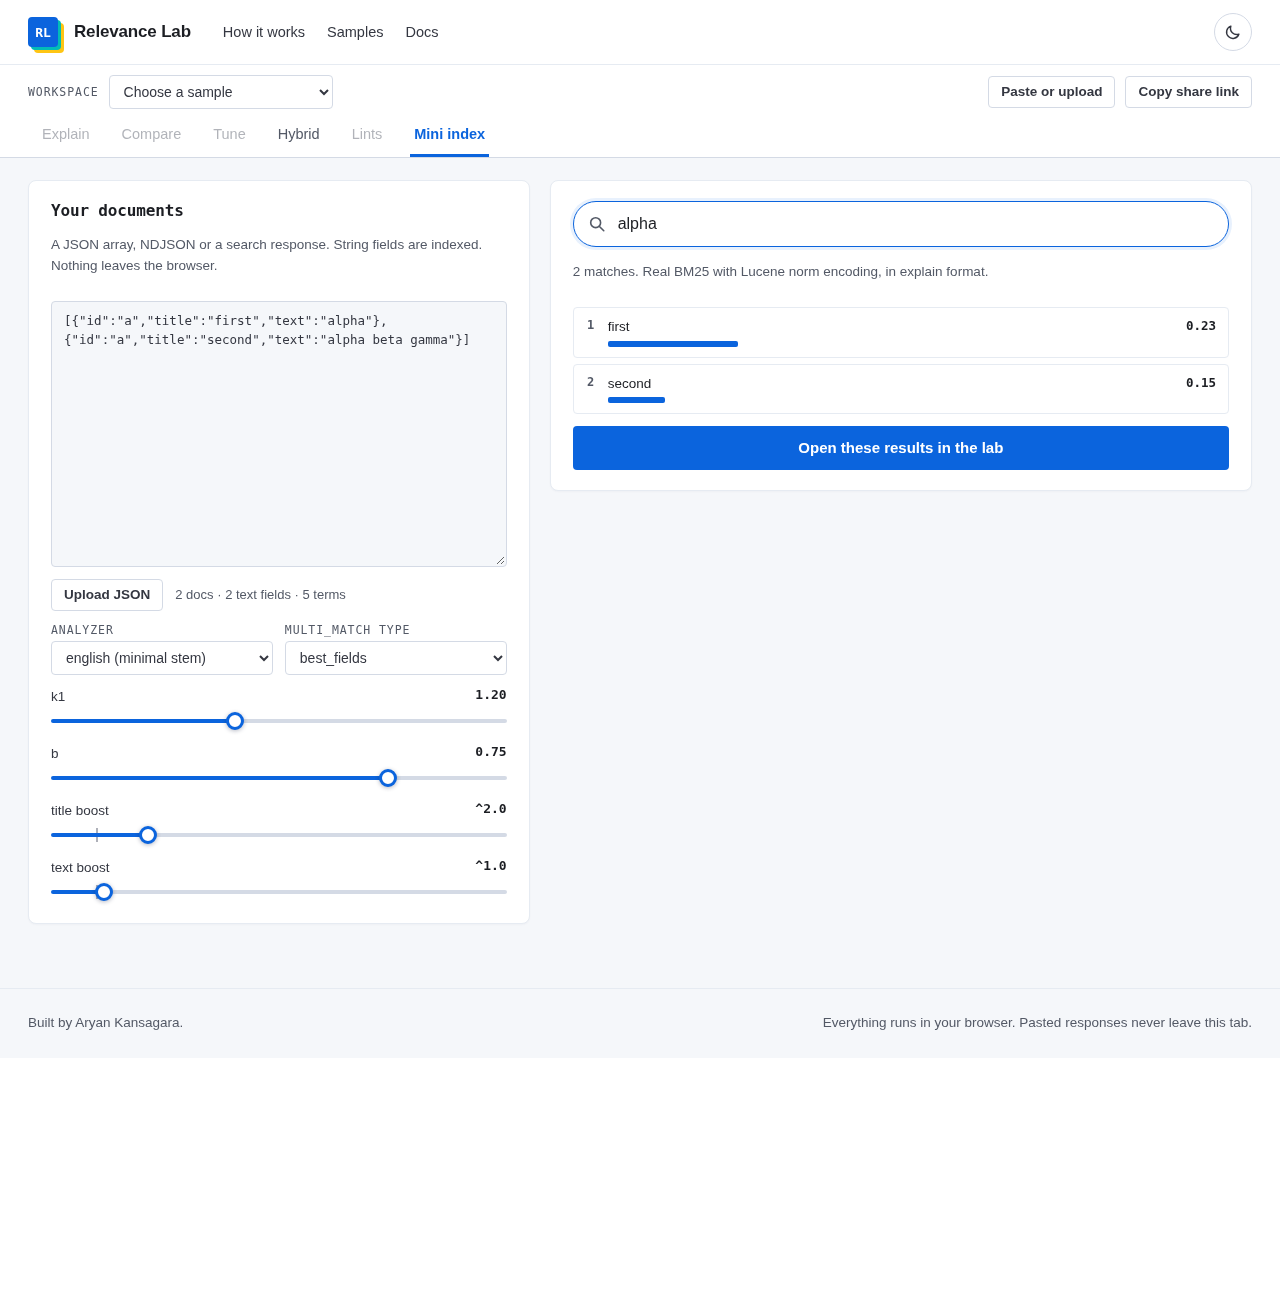 RL Relevance Lab How it works Samples Docs
WORKSPACE Choose a sample Paste or upload Copy share link
Explain Compare Tune Hybrid Lints Mini index
Your documents
A JSON array, NDJSON or a search response. String fields are indexed.
Nothing leaves the browser.
[{"id":"a","title":"first","text":"alpha"},
{"id":"a","title":"second","text":"alpha beta gamma"}]
Upload JSON 2 docs · 2 text fields · 5 terms
ANALYZER MULTI_MATCH TYPE
english (minimal stem) best_fields
k1 1.20
b 0.75
title boost ^2.0
text boost ^1.0
alpha
2 matches. Real BM25 with Lucene norm encoding, in explain format.
1 first 0.23
2 second 0.15
Open these results in the lab
Built by Aryan Kansagara. Everything runs in your browser. Pasted responses never leave this tab.